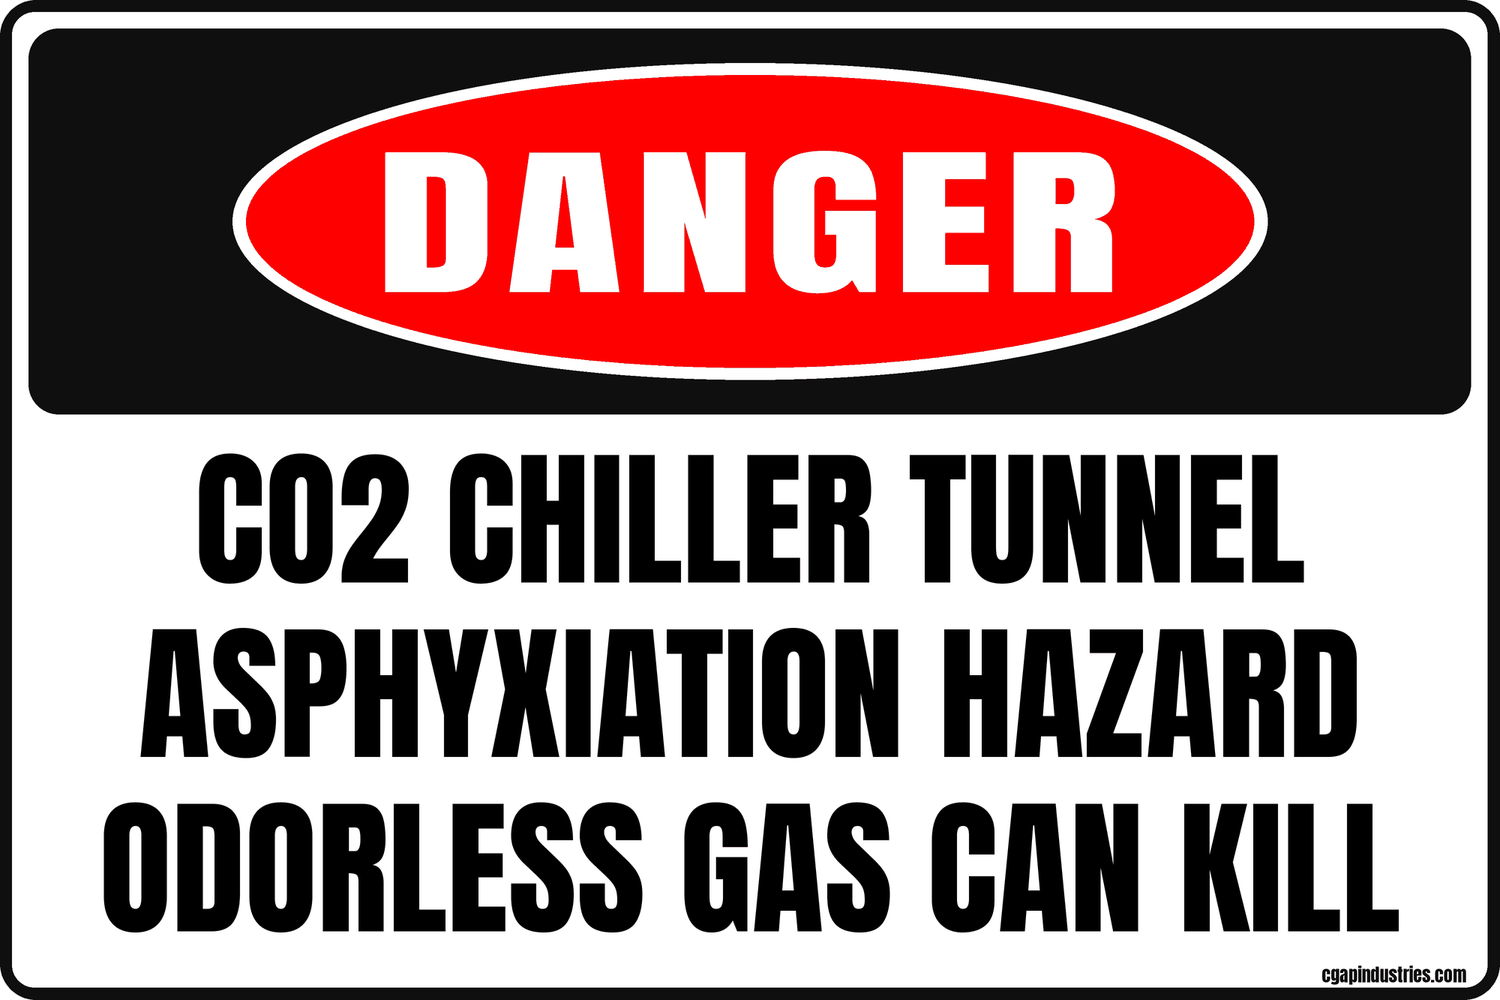 DANGER
CO2 CHILLER TUNNEL
ASPHYXIATION HAZARD
ODORLESS GAS CAN KILL
cgapindustries.com